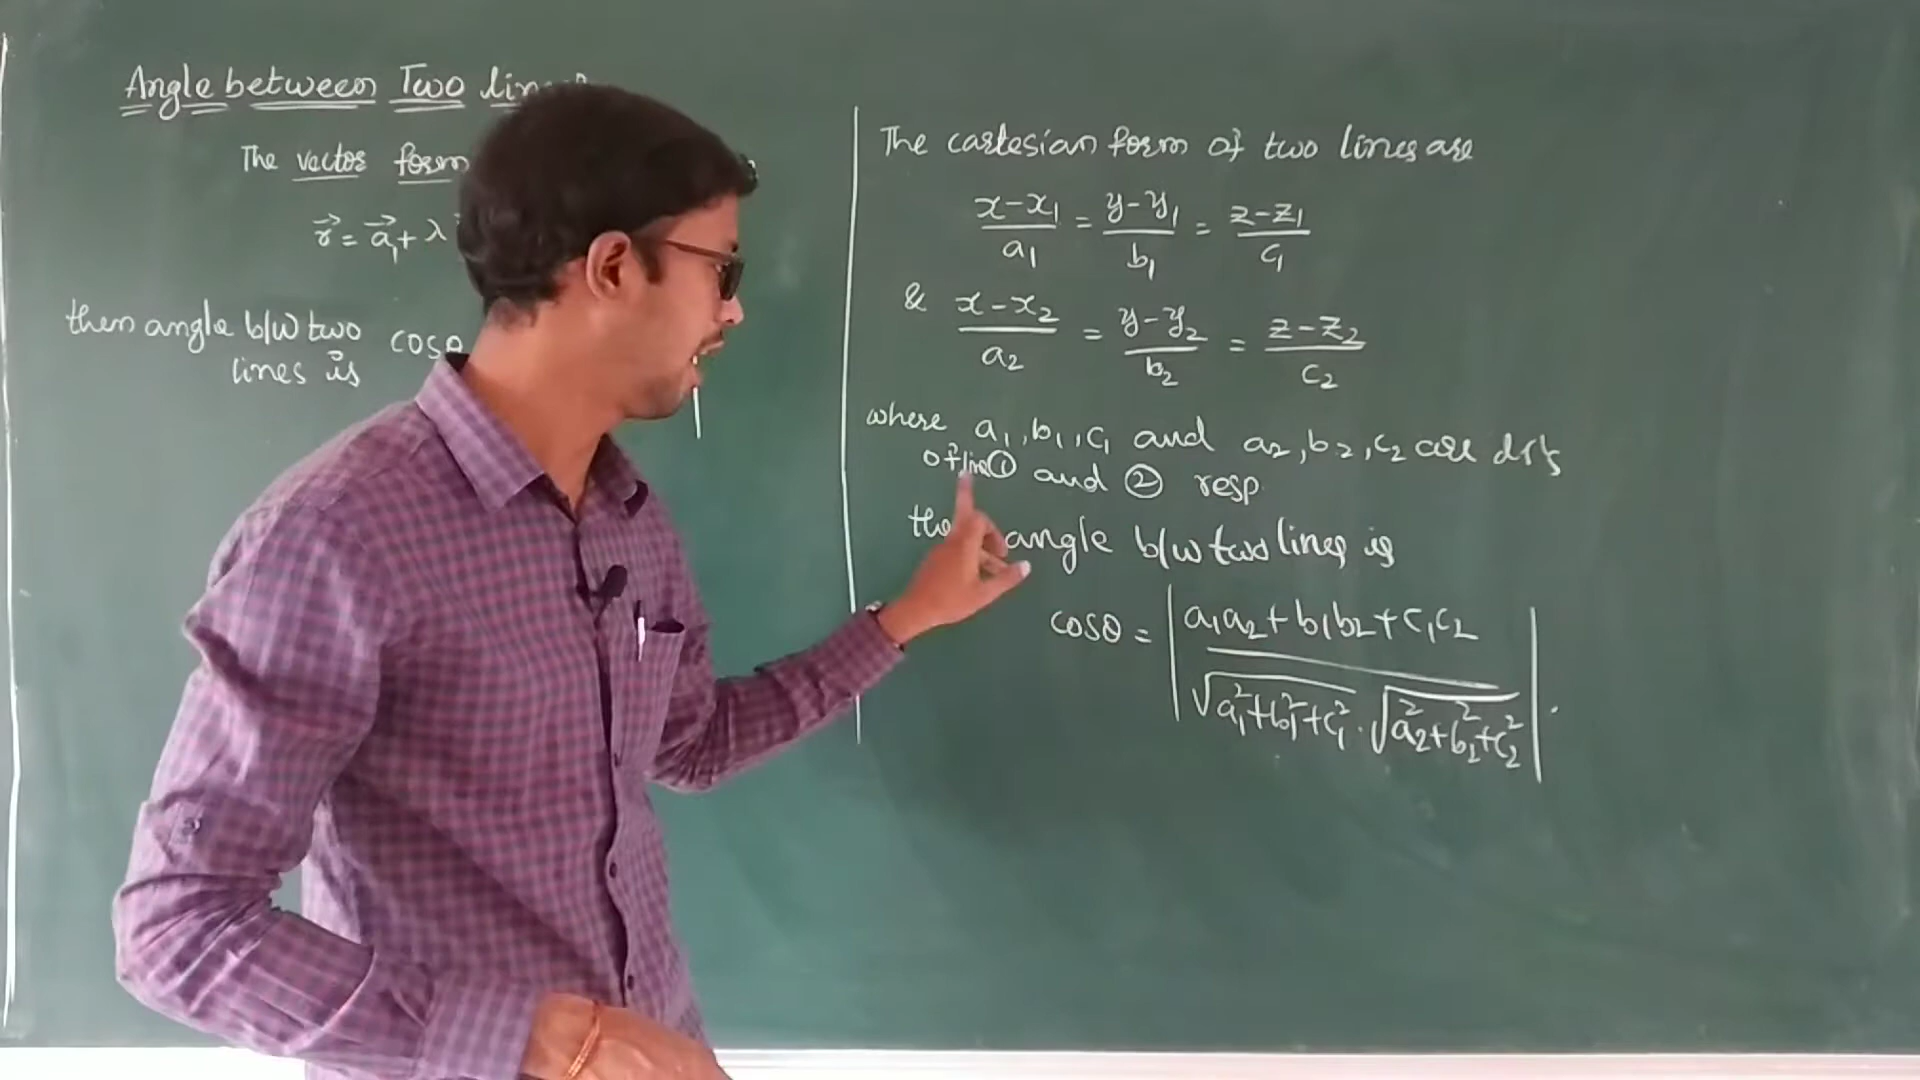 Angle between Two
The vector form
r⃗ = a⃗₁ + λ
then angle b/w two
lines is
cosθ
The cartesian form of two lines are
x-x₁/a₁ = y-y₁/b₁ = z-z₁/c₁
& x-x₂/a₂ = y-y₂/b₂ = z-z₂/c₂
where a₁, b₁, c₁ and a₂, b₂, c₂ are dr's
of line ① and ② resp.
angle b/w two lines is
cosθ = | a₁a₂+b₁b₂+c₁c₂ / √a₁²+b₁²+c₁² · √a₂²+b₂²+c₂² | .